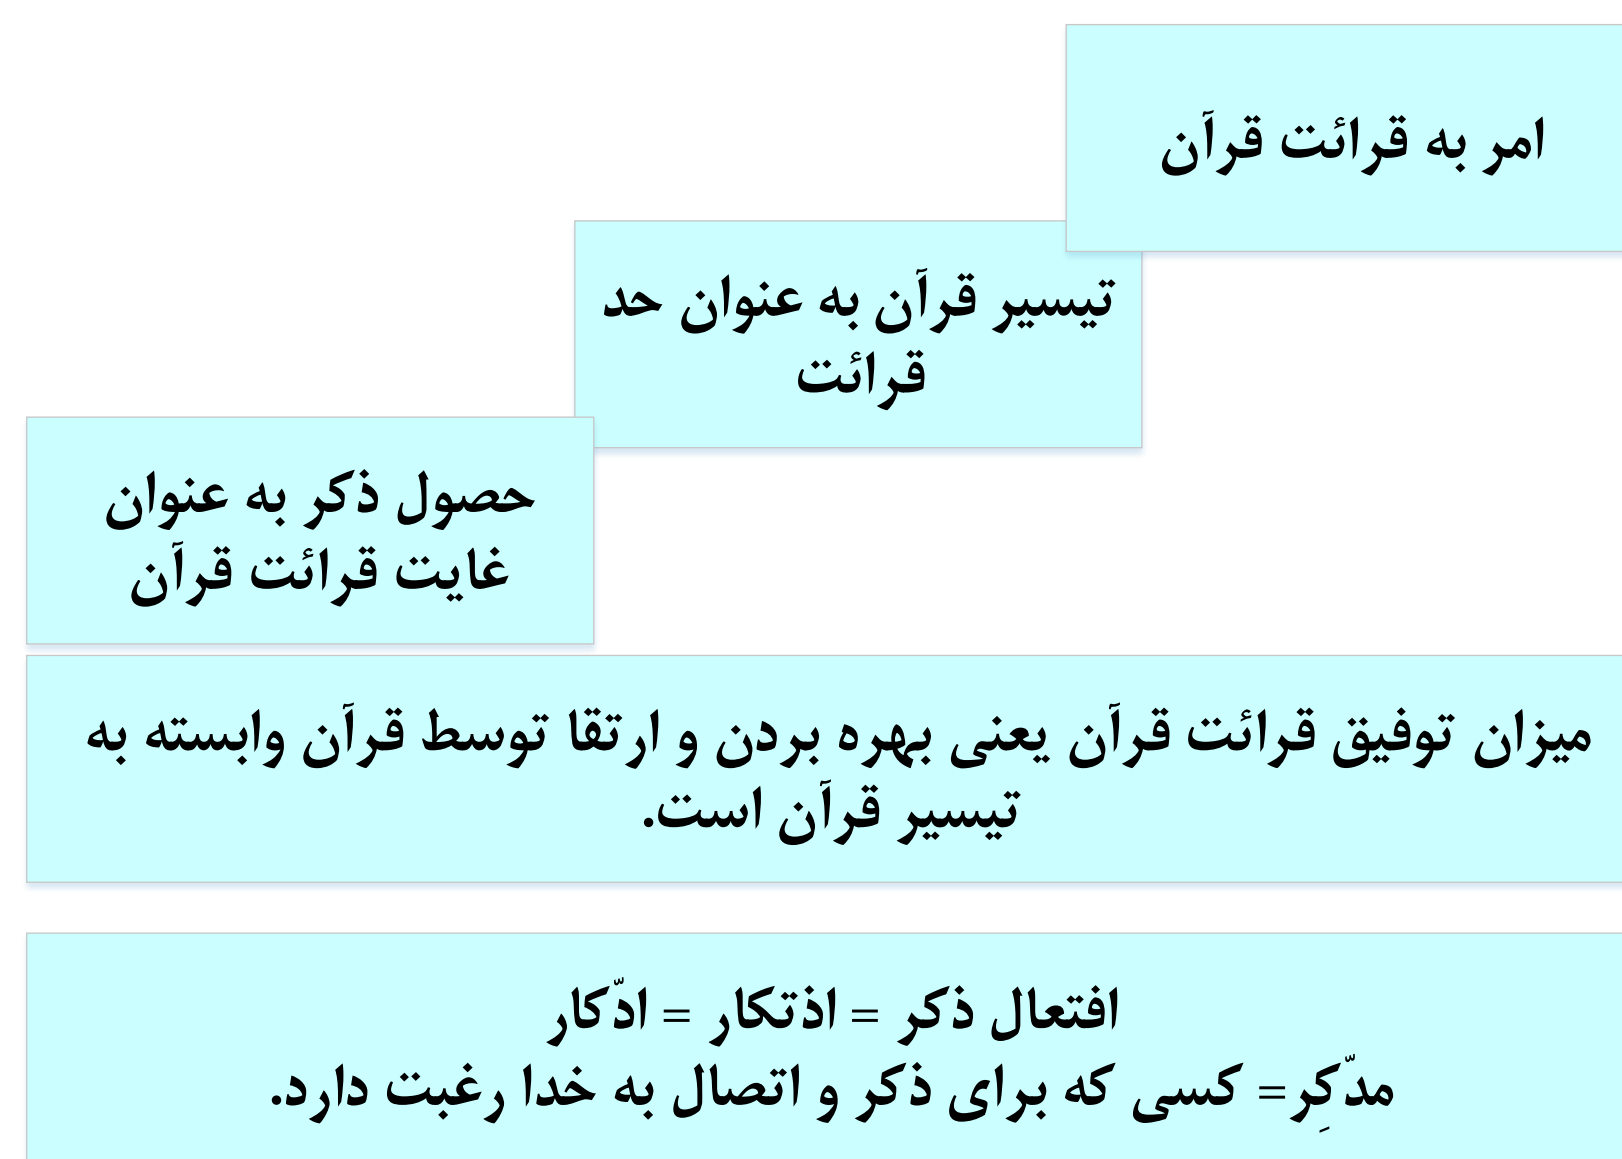 امر به قرائت قرآن
تیسیر قرآن به عنوان حد
قرائت
حصول ذکر به عنوان
غایت قرائت قرآن
میزان توفیق قرائت قرآن یعنی بهره بردن و ارتقا توسط قرآن وابسته به
تیسیر قرآن است.
افتعال ذکر = اذتکار = ادّکار
مدّکِر= کسی که برای ذکر و اتصال به خدا رغبت دارد.